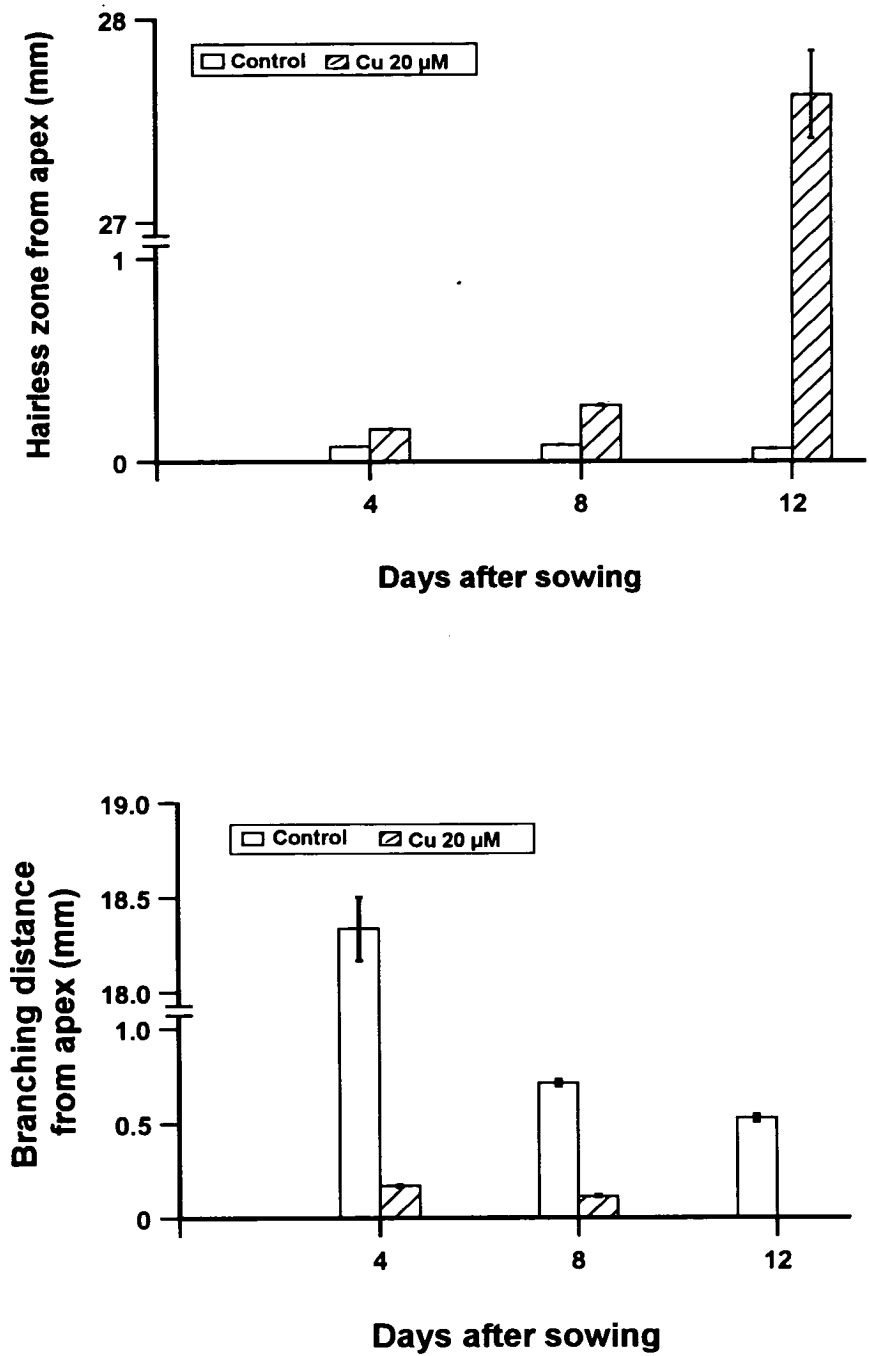 28
Control Cu 20 µM
Hairless zone from apex (mm)
27
1
0
4 8 12
Days after sowing
19.0
Control Cu 20 µM
18.5
Branching distance
from apex (mm)
18.0
1.0
0.5
0
4 8 12
Days after sowing